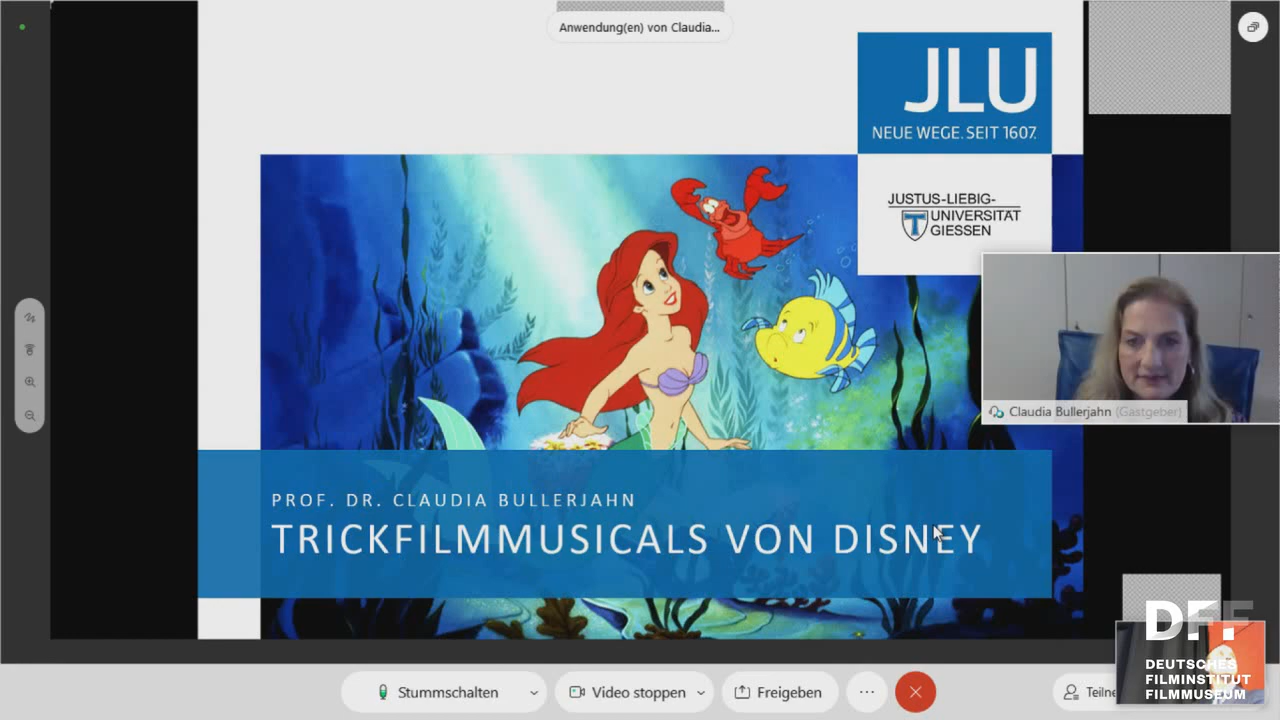 Anwendung(en) von Claudia...
JLU
NEUE WEGE. SEIT 1607.
JUSTUS-LIEBIG-
UNIVERSITÄT
GIESSEN
Claudia Bullerjahn (Gastgeber)
PROF. DR. CLAUDIA BULLERJAHN
TRICKFILMMUSICALS VON DISNEY
DFF.
DEUTSCHES
FILMINSTITUT
FILMMUSEUM
Stummschalten
Video stoppen
Freigeben
Teilne